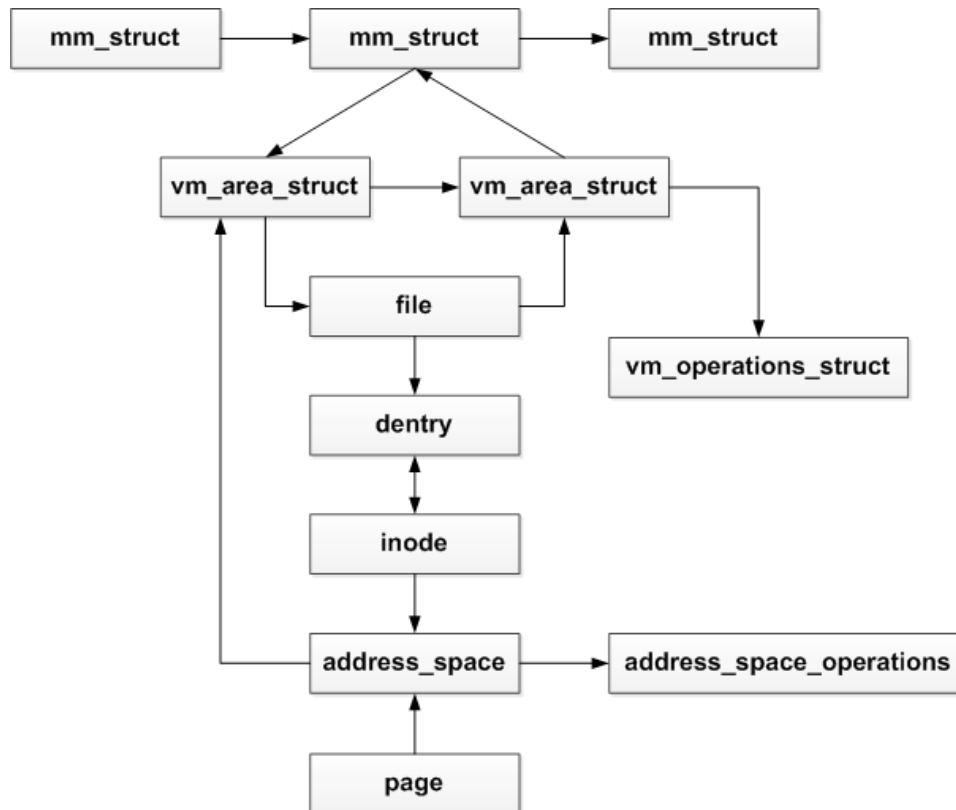 mm_struct
mm_struct
mm_struct
vm_area_struct
vm_area_struct
file
vm_operations_struct
dentry
inode
address_space
address_space_operations
page